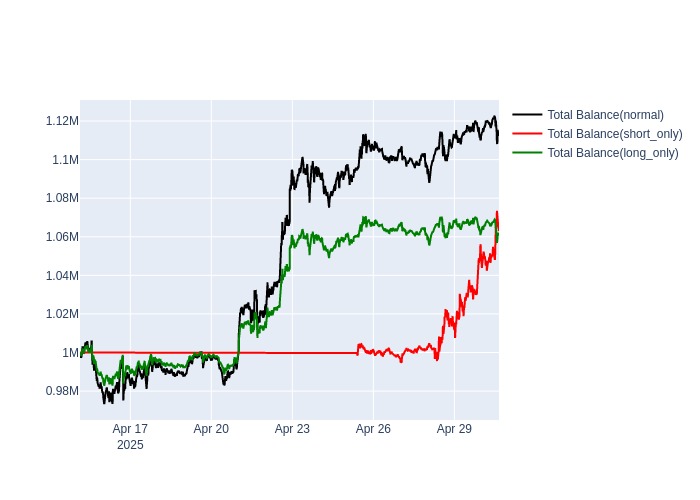 Total Balance(normal)
Total Balance(short_only)
Total Balance(long_only)
1.12M
1.1M
1.08M
1.06M
1.04M
1.02M
1M
0.98M
Apr 17
2025
Apr 20
Apr 23
Apr 26
Apr 29